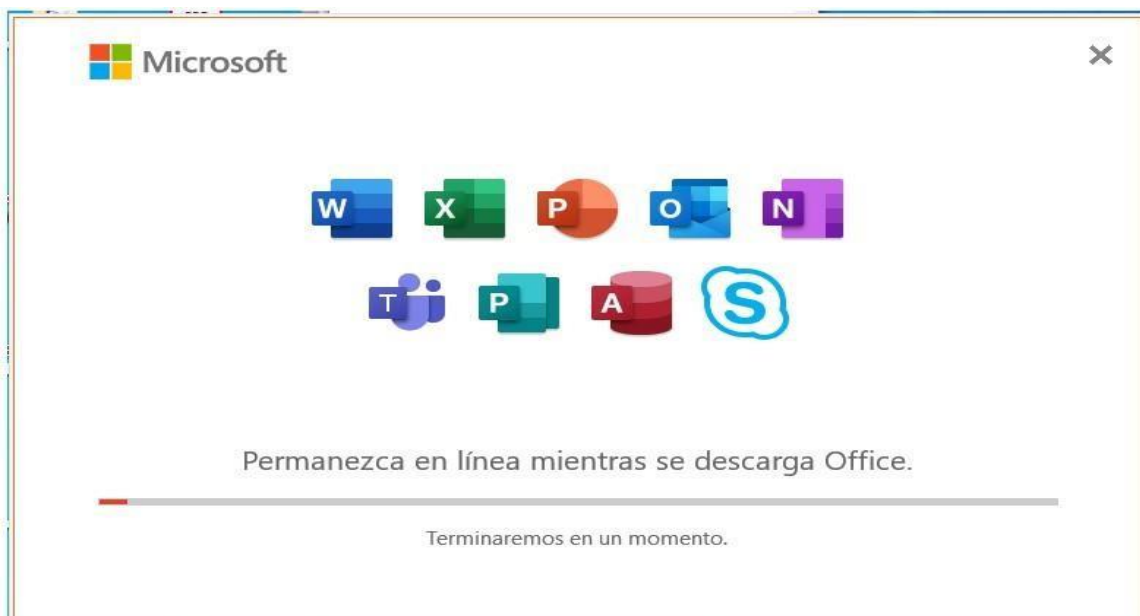 Microsoft
W X P O N
T P A S
Permanezca en línea mientras se descarga Office.
Terminaremos en un momento.